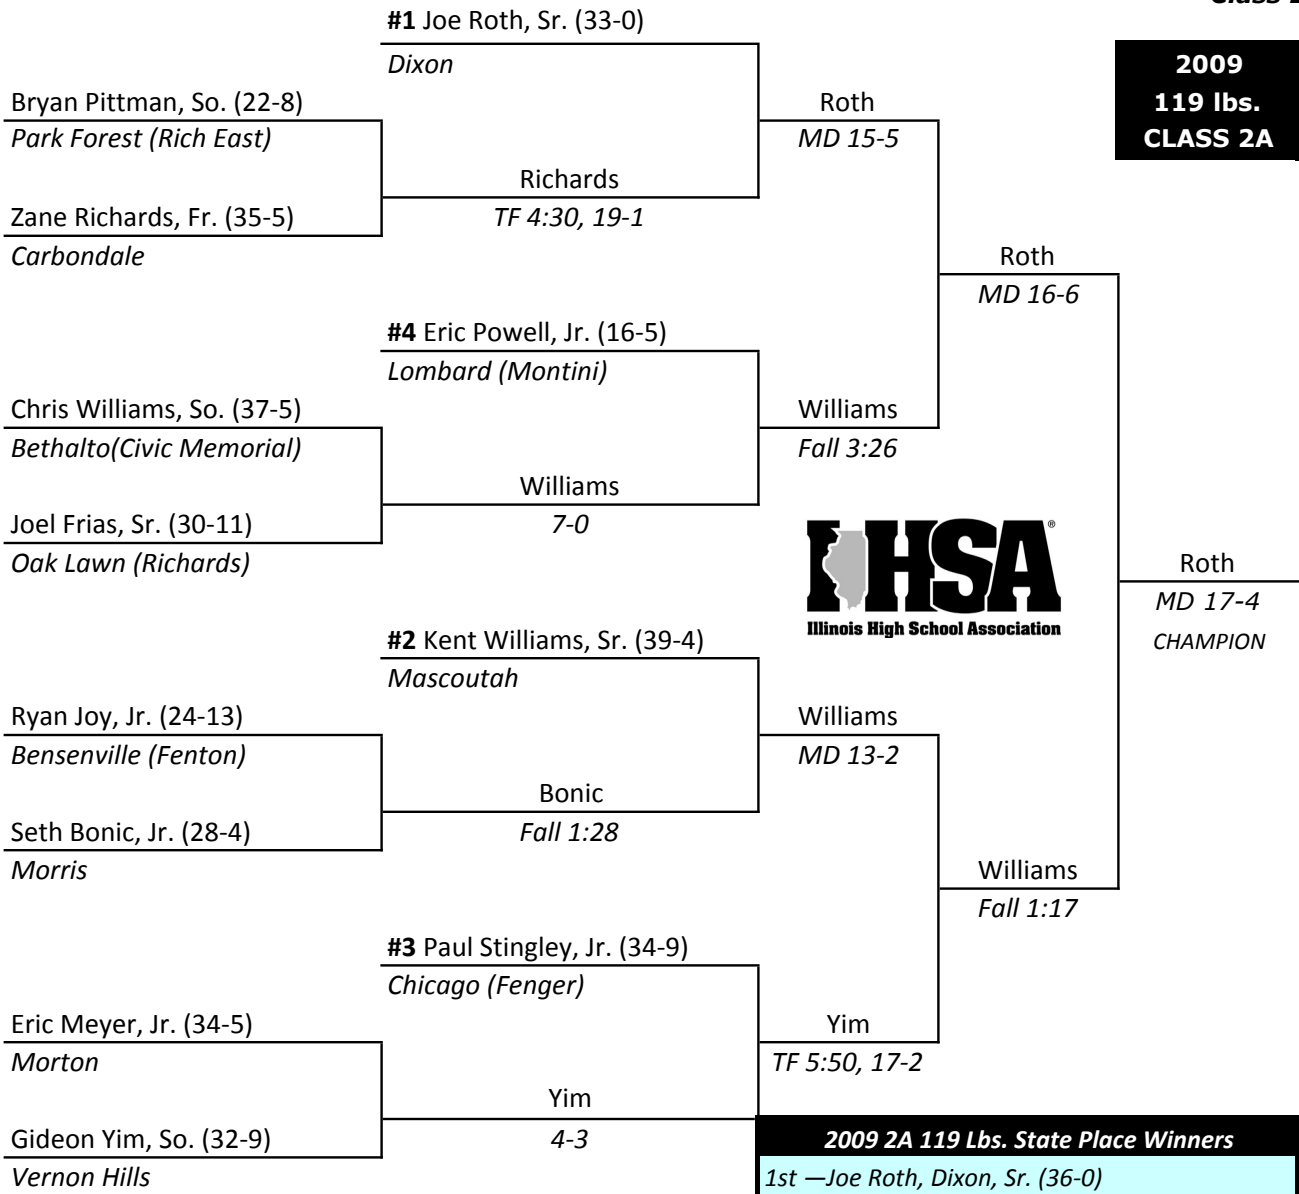 Class 2
#1 Joe Roth, Sr. (33-0)
Dixon
2009
119 lbs.
CLASS 2A
Bryan Pittman, So. (22-8)
Park Forest (Rich East)
Roth
MD 15-5
Richards
TF 4:30, 19-1
Zane Richards, Fr. (35-5)
Carbondale
Roth
MD 16-6
#4 Eric Powell, Jr. (16-5)
Lombard (Montini)
Chris Williams, So. (37-5)
Bethalto(Civic Memorial)
Williams
Fall 3:26
Williams
7-0
Joel Frias, Sr. (30-11)
Oak Lawn (Richards)
IHSA®
Illinois High School Association
Roth
MD 17-4
CHAMPION
#2 Kent Williams, Sr. (39-4)
Mascoutah
Ryan Joy, Jr. (24-13)
Bensenville (Fenton)
Williams
MD 13-2
Bonic
Fall 1:28
Seth Bonic, Jr. (28-4)
Morris
Williams
Fall 1:17
#3 Paul Stingley, Jr. (34-9)
Chicago (Fenger)
Eric Meyer, Jr. (34-5)
Morton
Yim
TF 5:50, 17-2
Yim
4-3
Gideon Yim, So. (32-9)
Vernon Hills
2009 2A 119 Lbs. State Place Winners
1st —Joe Roth, Dixon, Sr. (36-0)